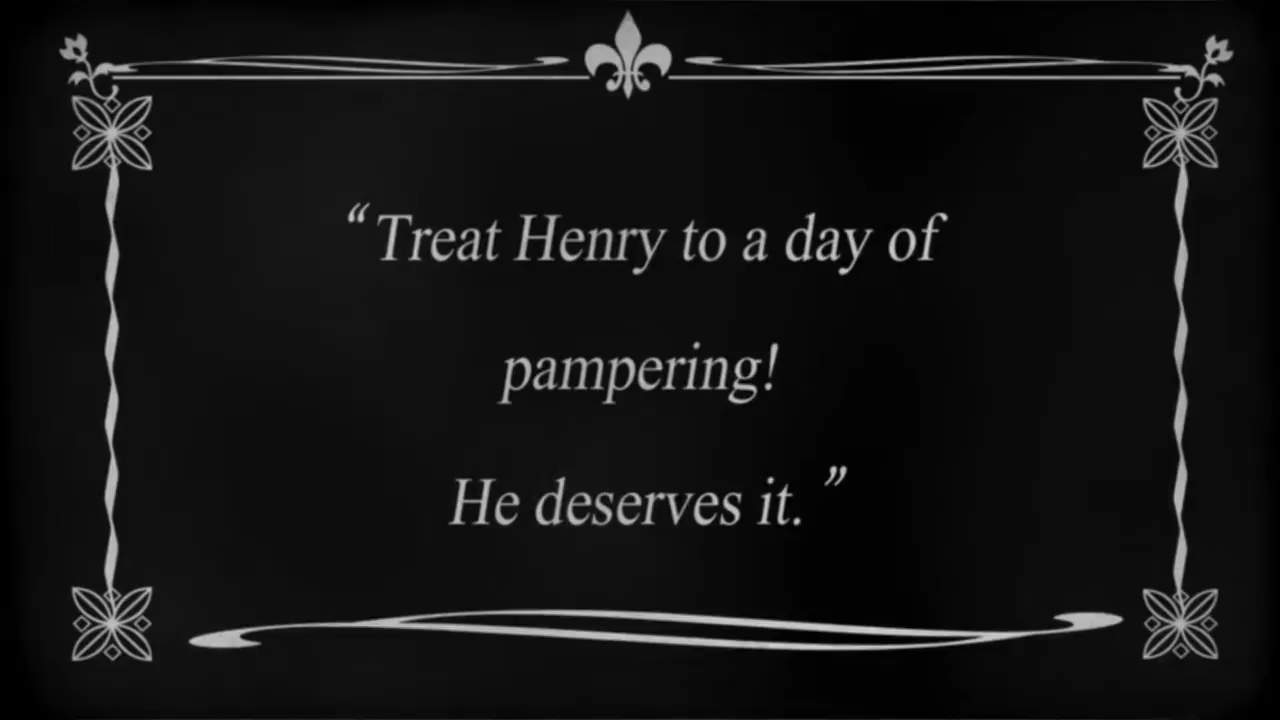 “Treat Henry to a day of
pampering!
He deserves it.”